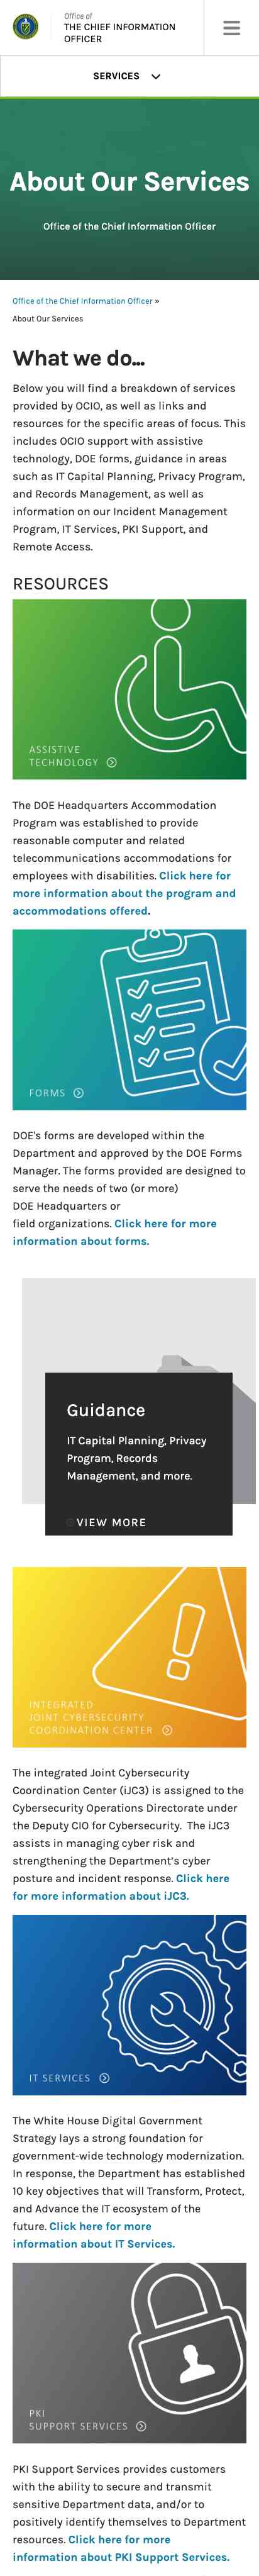 Office of
THE CHIEF INFORMATION
OFFICER
SERVICES
About Our Services
Office of the Chief Information Officer
Office of the Chief Information Officer »
About Our Services
What we do...
Below you will find a breakdown of services
provided by OCIO, as well as links and
resources for the specific areas of focus. This
includes OCIO support with assistive
technology, DOE forms, guidance in areas
such as IT Capital Planning, Privacy Program,
and Records Management, as well as
information on our Incident Management
Program, IT Services, PKI Support, and
Remote Access.
RESOURCES
ASSISTIVE
TECHNOLOGY
The DOE Headquarters Accommodation
Program was established to provide
reasonable computer and related
telecommunications accommodations for
employees with disabilities. Click here for
more information about the program and
accommodations offered.
FORMS
DOE's forms are developed within the
Department and approved by the DOE Forms
Manager. The forms provided are designed to
serve the needs of two (or more)
DOE Headquarters or
field organizations. Click here for more
information about forms.
Guidance
IT Capital Planning, Privacy
Program, Records
Management, and more.
VIEW MORE
INTEGRATED
JOINT CYBERSECURITY
COORDINATION CENTER
The integrated Joint Cybersecurity
Coordination Center (iJC3) is assigned to the
Cybersecurity Operations Directorate under
the Deputy CIO for Cybersecurity. The iJC3
assists in managing cyber risk and
strengthening the Department's cyber
posture and incident response. Click here
for more information about iJC3.
IT SERVICES
The White House Digital Government
Strategy lays a strong foundation for
government-wide technology modernization.
In response, the Department has established
10 key objectives that will Transform, Protect,
and Advance the IT ecosystem of the
future. Click here for more
information about IT Services.
PKI
SUPPORT SERVICES
PKI Support Services provides customers
with the ability to secure and transmit
sensitive Department data, and/or to
positively identify themselves to Department
resources. Click here for more
information about PKI Support Services.